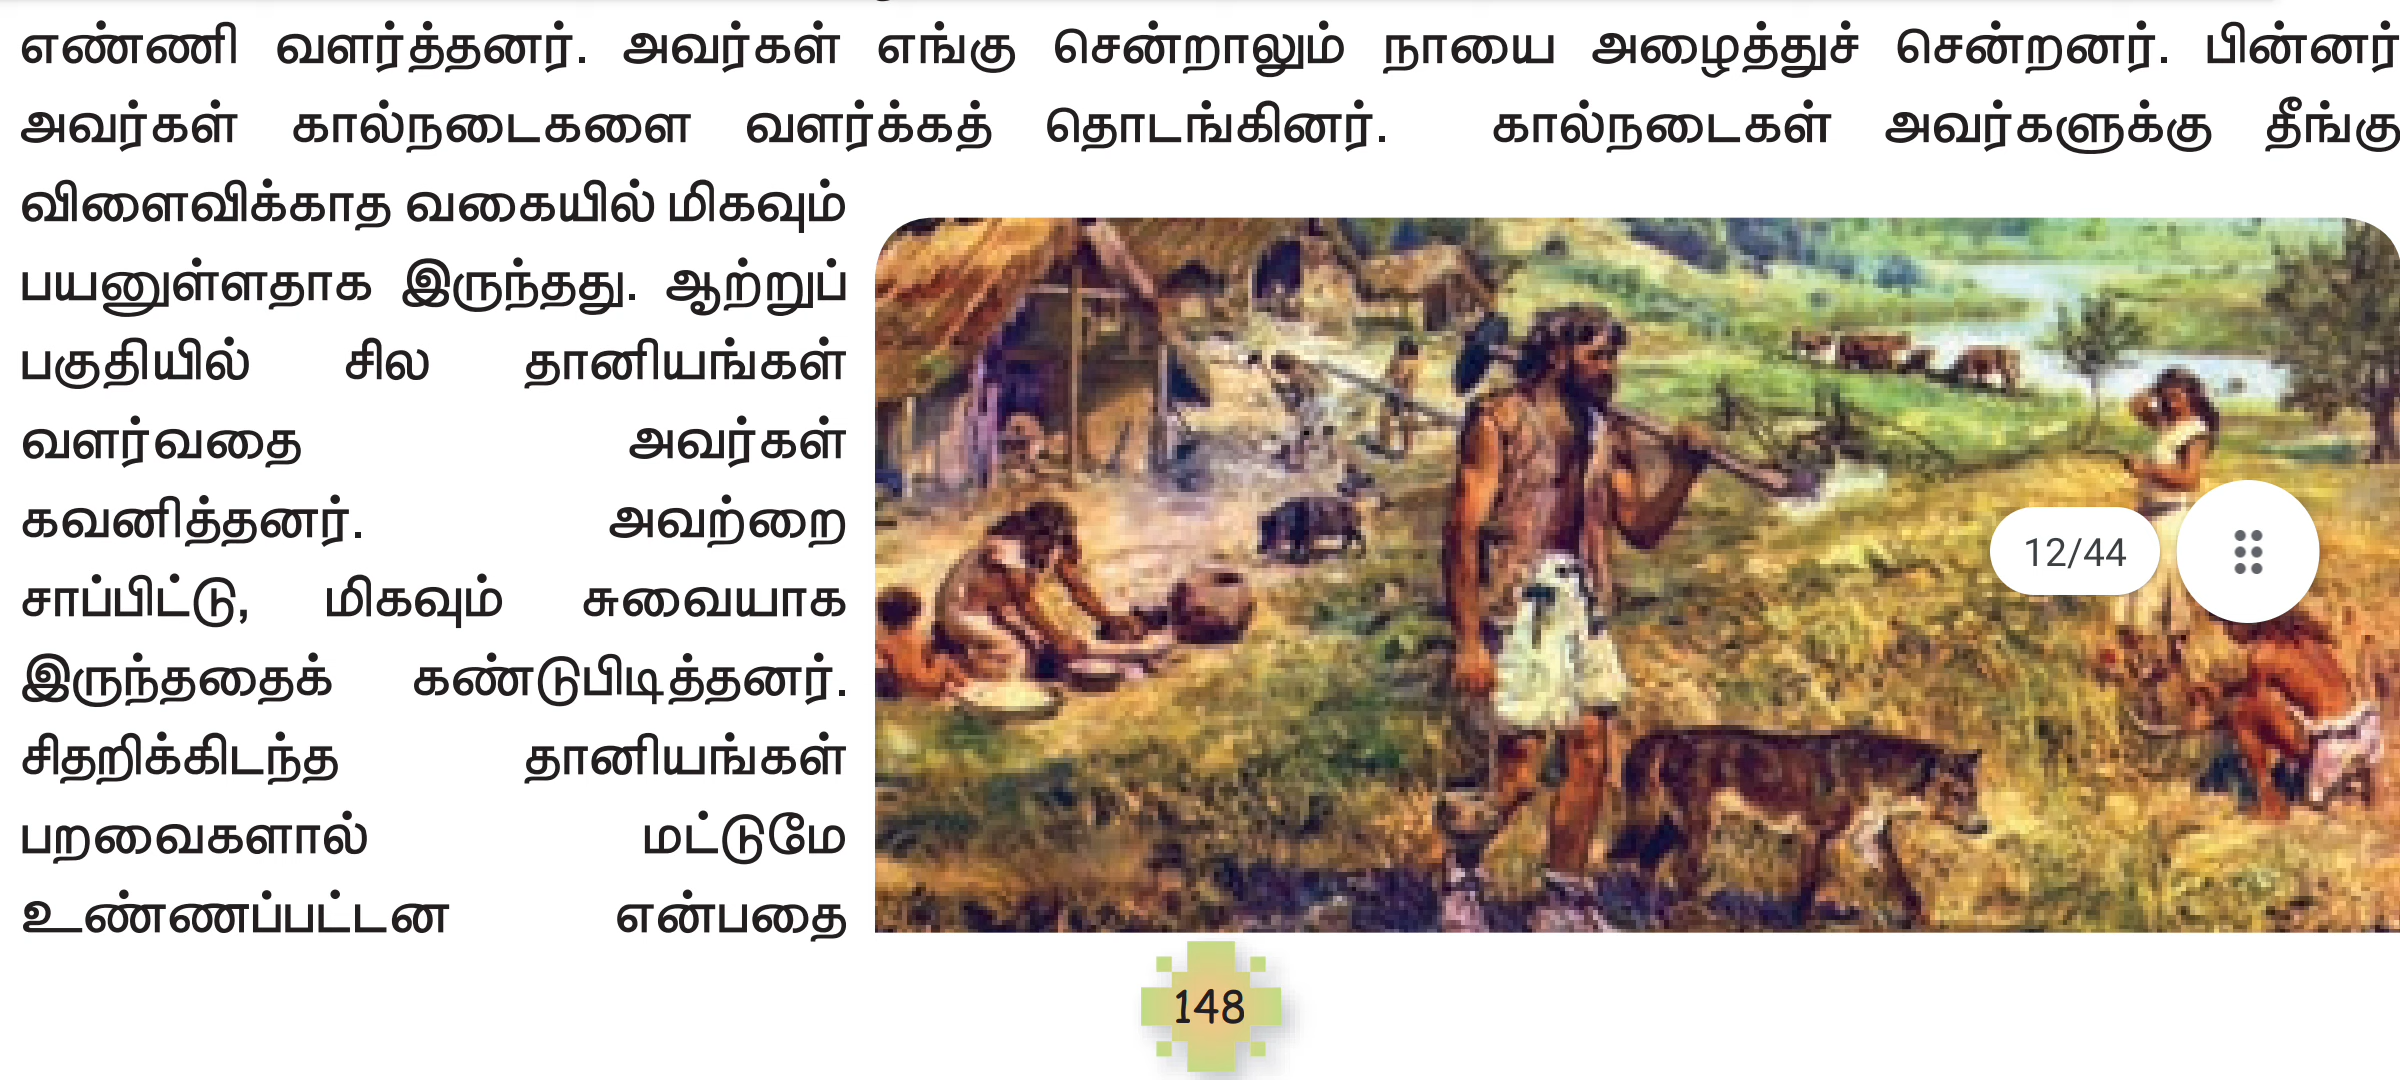 எண்ணி வளர்த்தனர். அவர்கள் எங்கு சென்றாலும் நாயை அழைத்துச் சென்றனர். பின்னர்
அவர்கள் கால்நடைகளை வளர்க்கத் தொடங்கினர். கால்நடைகள் அவர்களுக்கு தீங்கு
விளைவிக்காத வகையில் மிகவும்
பயனுள்ளதாக இருந்தது. ஆற்றுப்
பகுதியில் சில தானியங்கள்
வளர்வதை அவர்கள்
கவனித்தனர். அவற்றை
சாப்பிட்டு, மிகவும் சுவையாக
இருந்ததைக் கண்டுபிடித்தனர்.
சிதறிக்கிடந்த தானியங்கள்
பறவைகளால் மட்டுமே
உண்ணப்பட்டன என்பதை
12/44
148